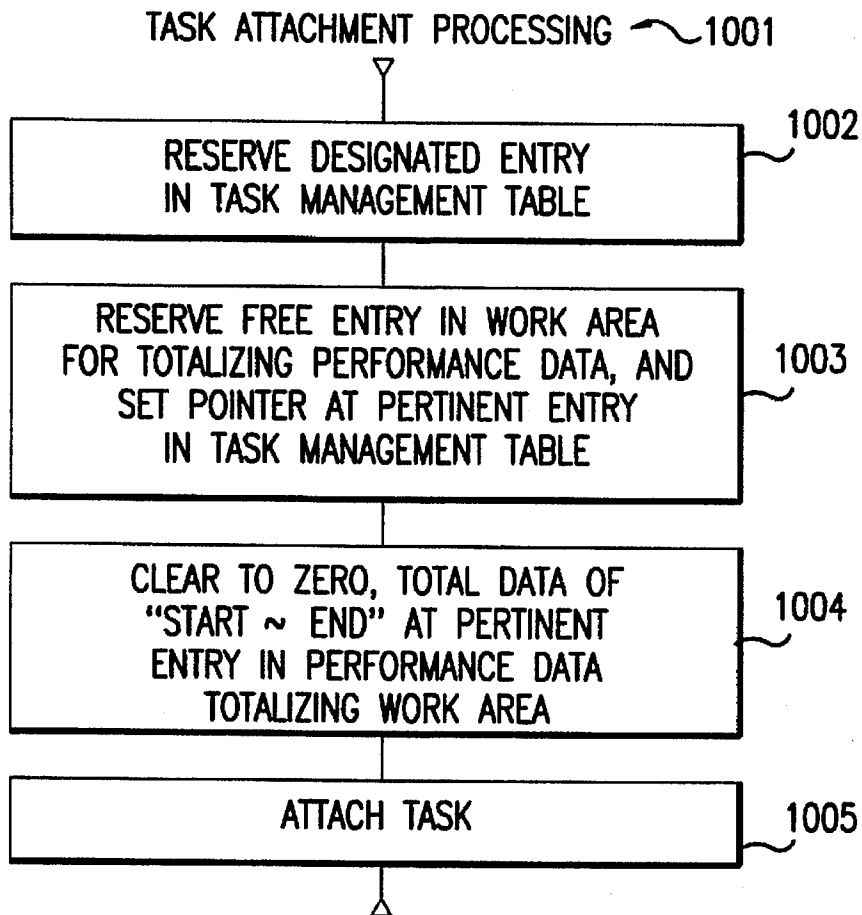 TASK ATTACHMENT PROCESSING 1001
1002
RESERVE DESIGNATED ENTRY
IN TASK MANAGEMENT TABLE
RESERVE FREE ENTRY IN WORK AREA
FOR TOTALIZING PERFORMANCE DATA, AND
SET POINTER AT PERTINENT ENTRY
IN TASK MANAGEMENT TABLE
1003
CLEAR TO ZERO, TOTAL DATA OF
“START ~ END” AT PERTINENT
ENTRY IN PERFORMANCE DATA
TOTALIZING WORK AREA
1004
ATTACH TASK
1005